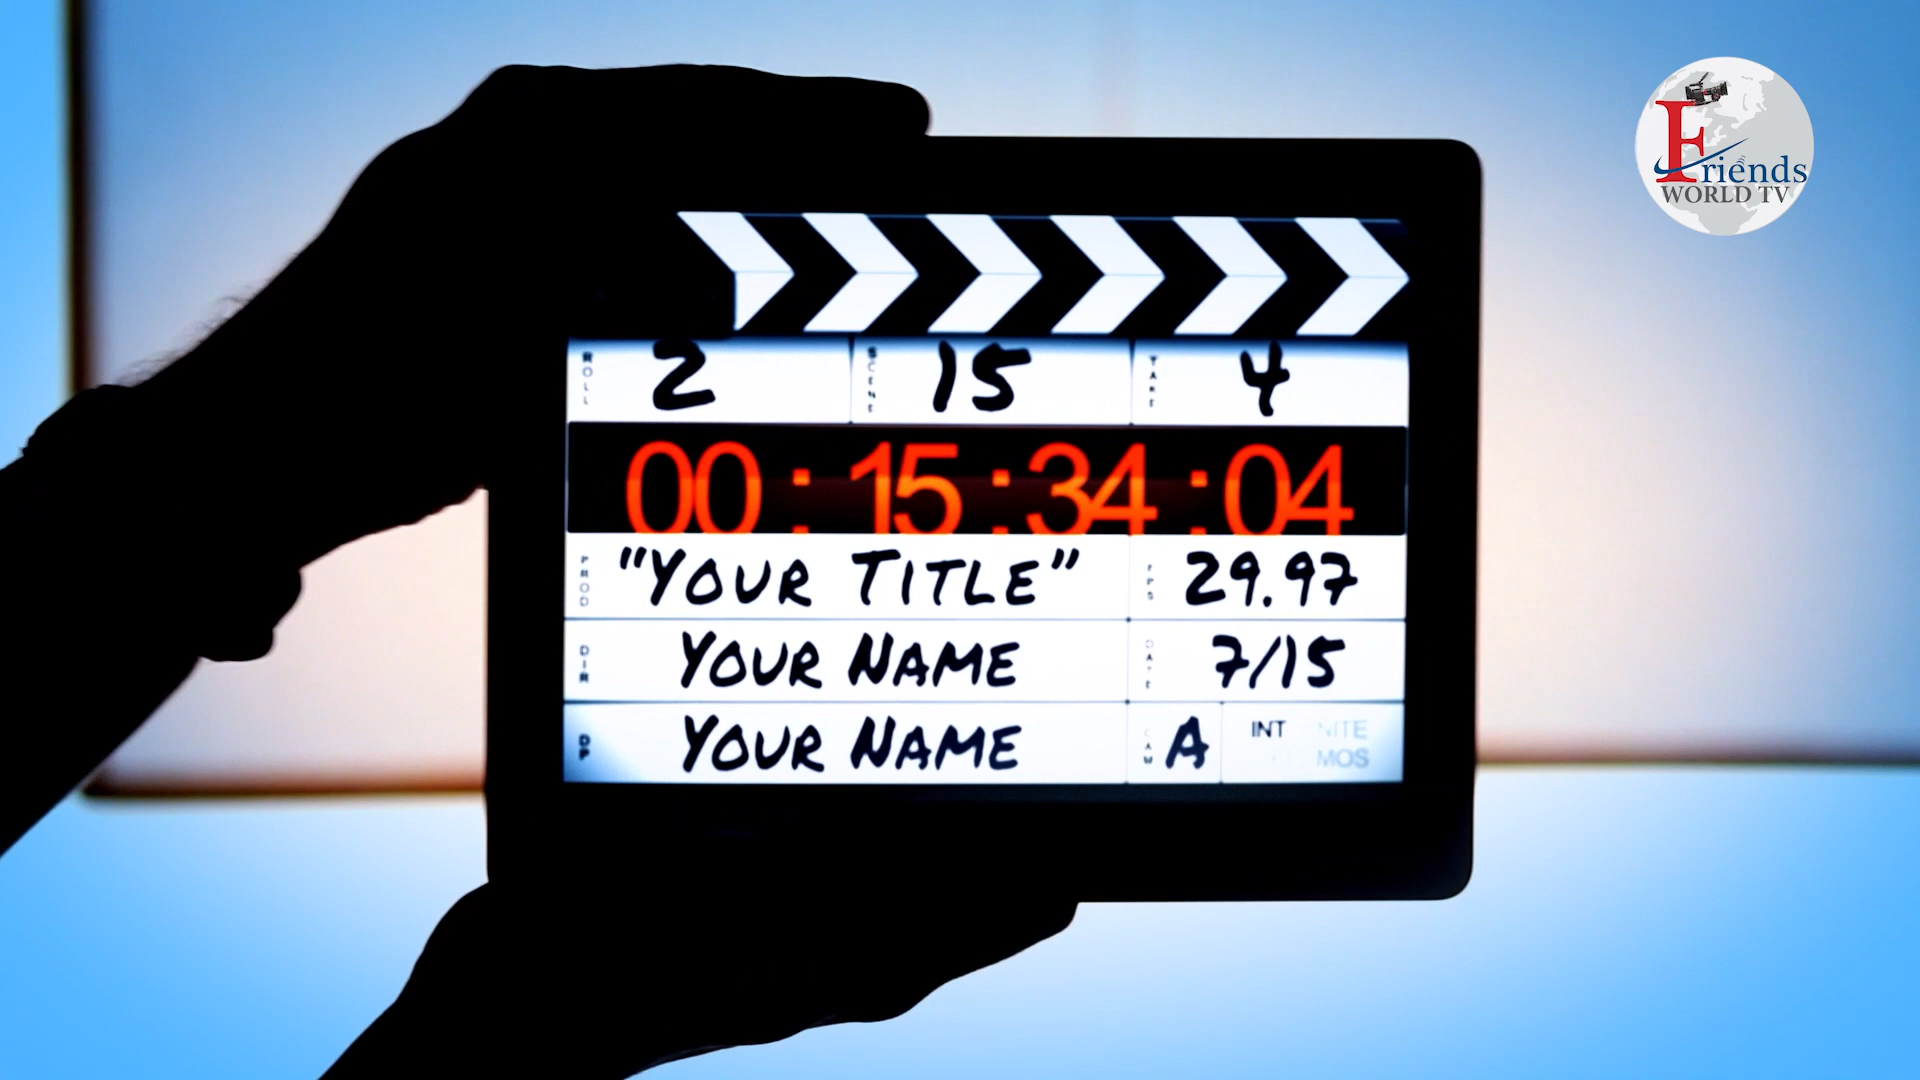 Friends
WORLD TV
ROLL 2 SCENE 15 TAKE 4
00:15:34:04
PROD "YOUR TITLE" FPS 29.97
DIR YOUR NAME DATE 7/15
DP YOUR NAME CAM A INT NITE
MOS